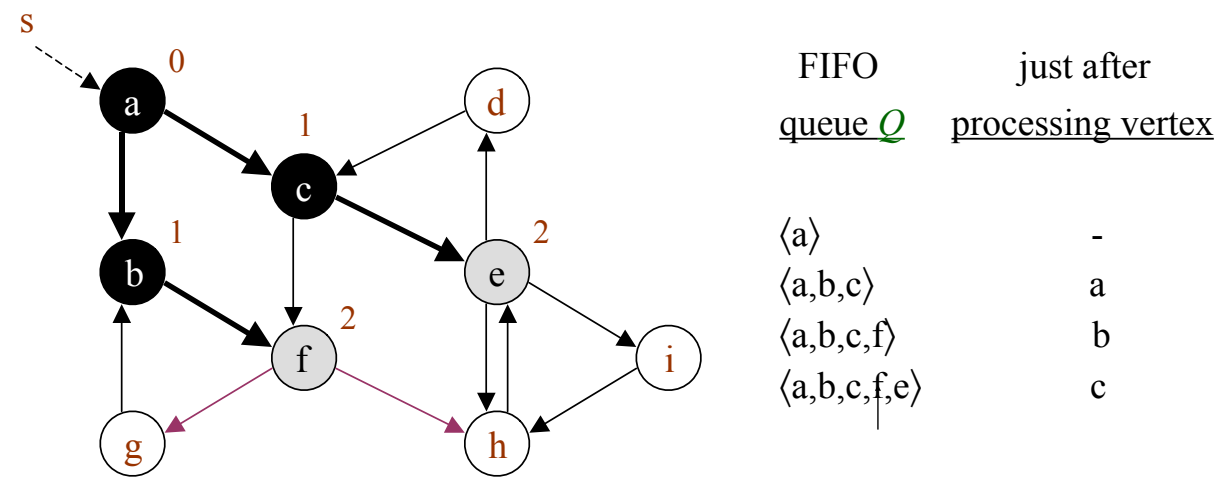 s
0
a
1
c
d
1
b
2
e
2
f
i
g
h
FIFO just after
queue Q processing vertex
⟨a⟩ -
⟨a,b,c⟩ a
⟨a,b,c,f⟩ b
⟨a,b,c,f,e⟩ c